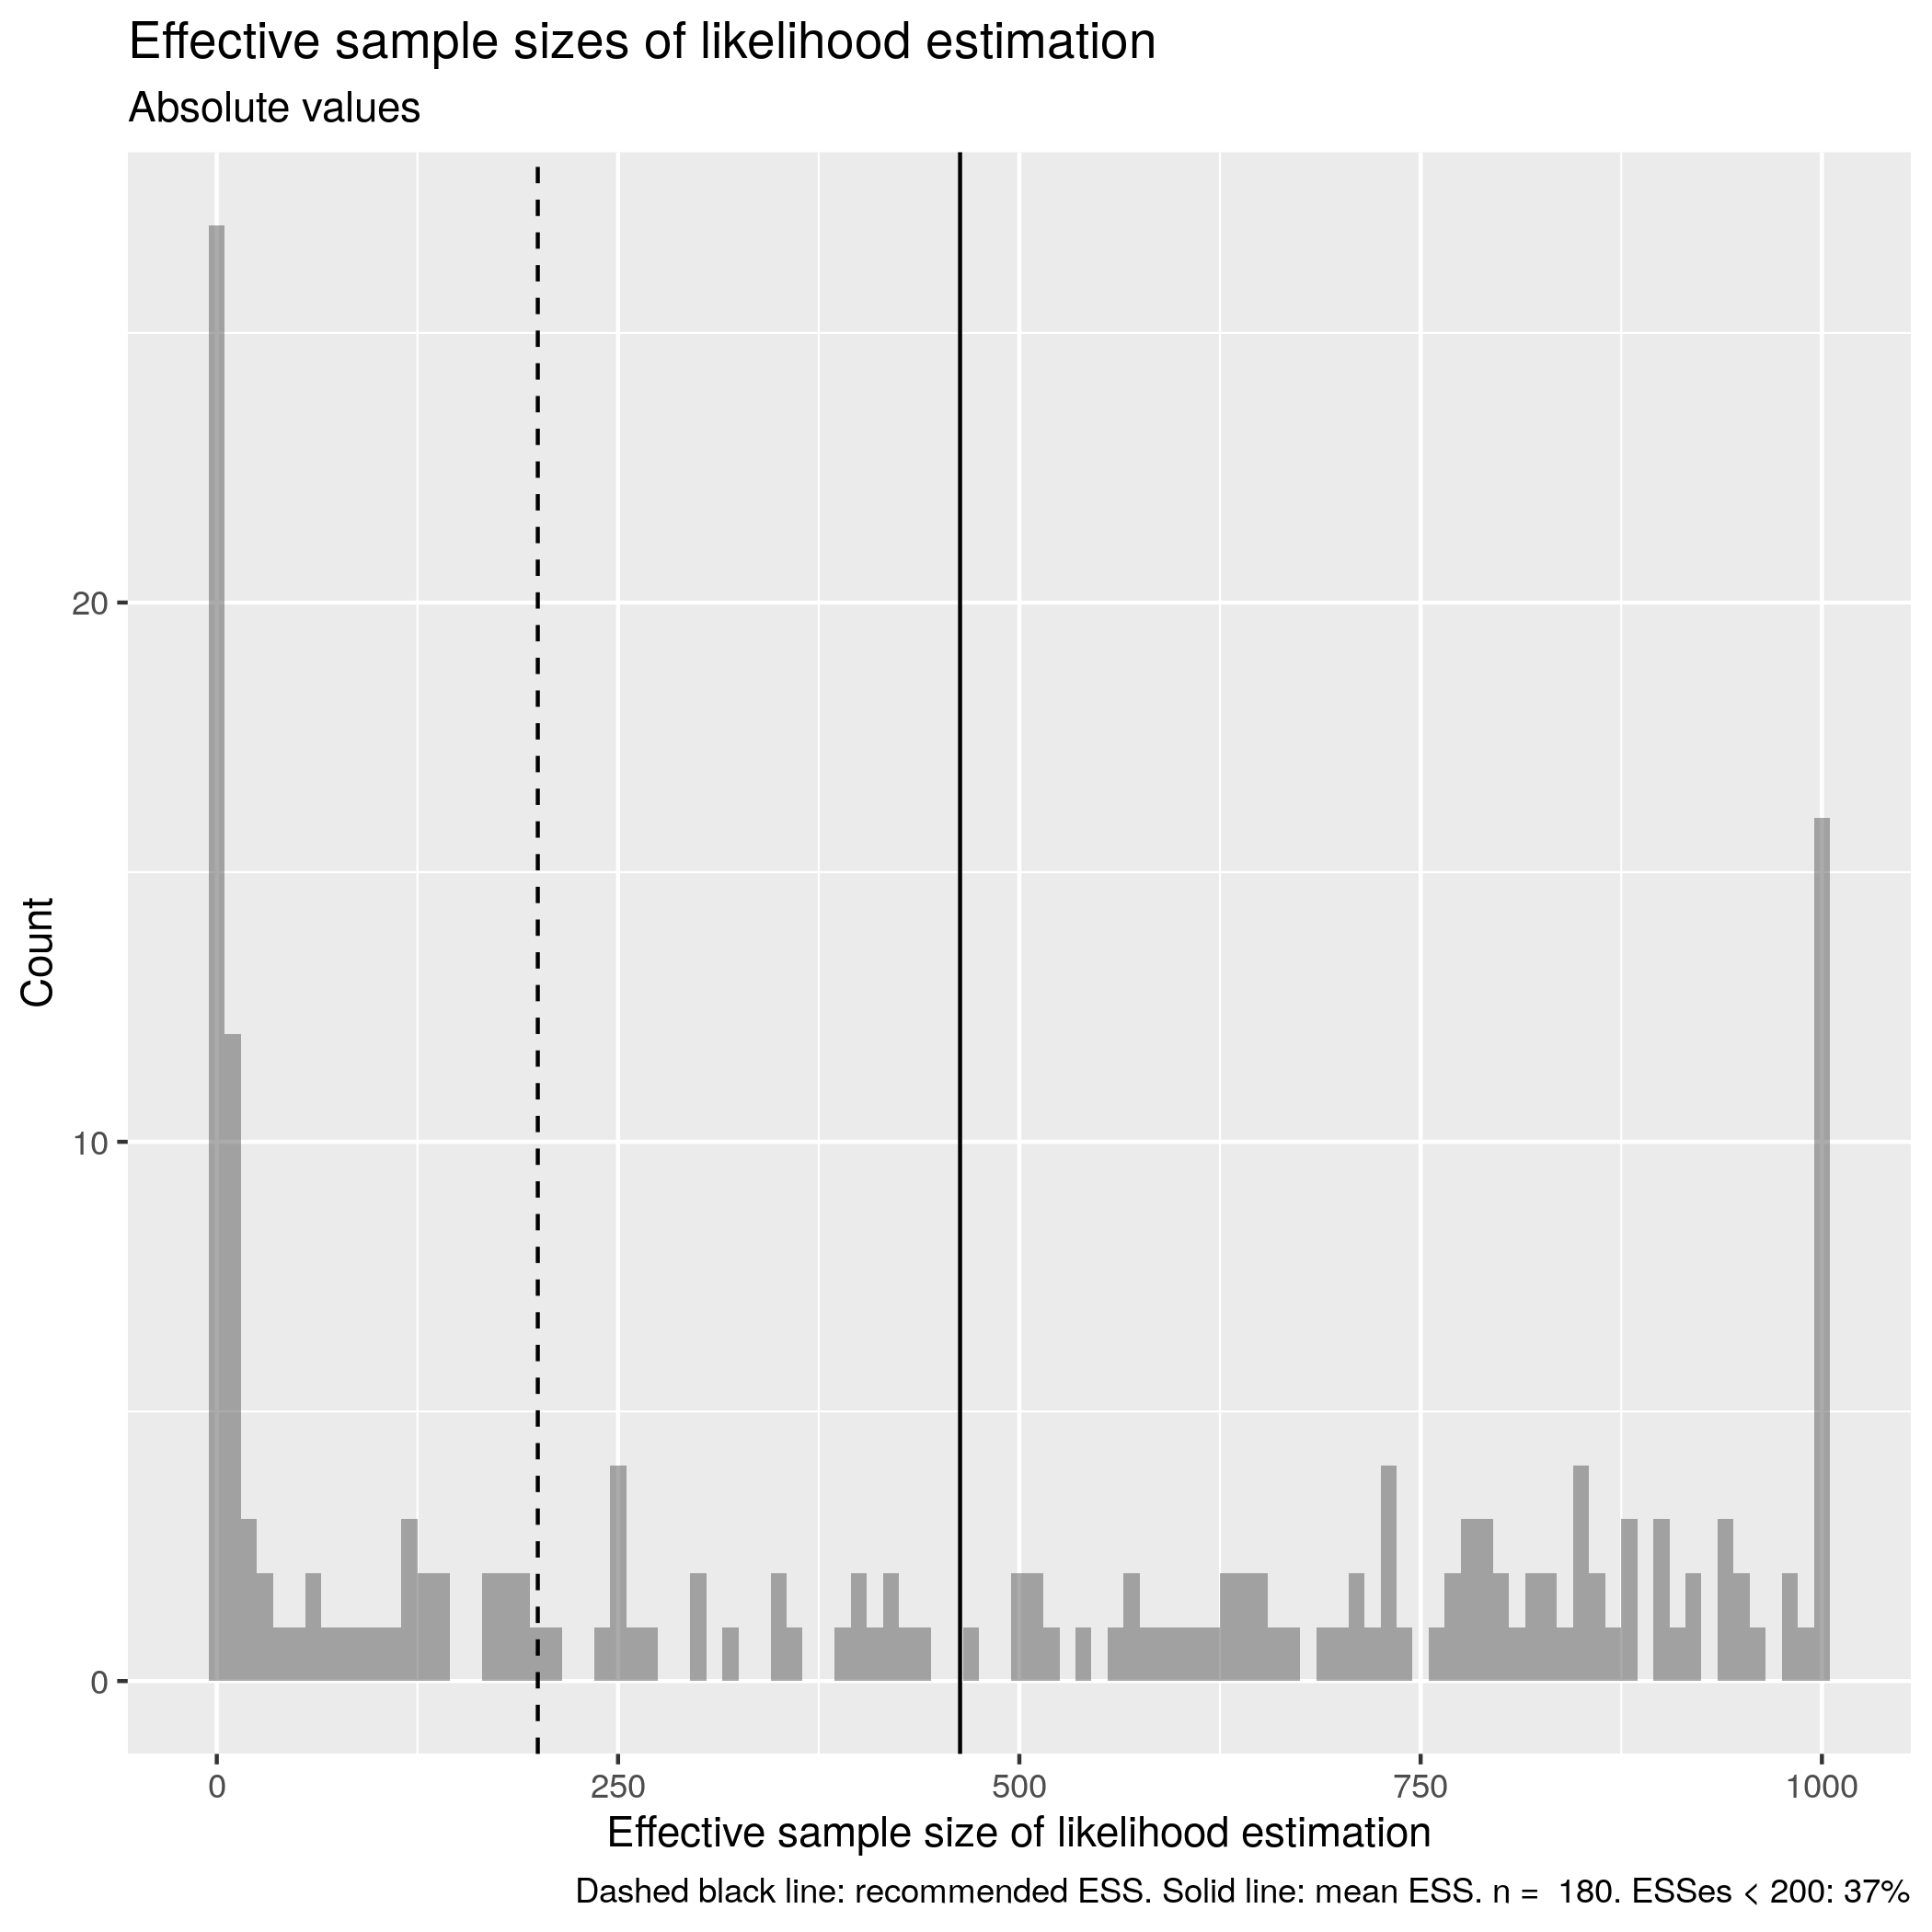 Effective sample sizes of likelihood estimation
Absolute values
Count
20
10
0
0 250 500 750 1000
Effective sample size of likelihood estimation
Dashed black line: recommended ESS. Solid line: mean ESS. n =  180. ESSes < 200: 37%